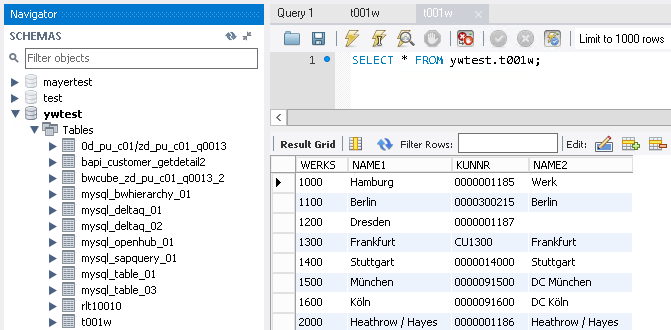 Navigator
SCHEMAS
Filter objects
mayertest
test
ywtest
Tables
0d_pu_c01/zd_pu_c01_q0013
bapi_customer_getdetail2
bwcube_zd_pu_c01_q0013_2
mysql_bwhierarchy_01
mysql_deltaq_01
mysql_deltaq_02
mysql_openhub_01
mysql_sapquery_01
mysql_table_01
mysql_table_03
rlt10010
t001w
Query 1 t001w t001w
Limit to 1000 rows
1 SELECT * FROM ywtest.t001w;
Result Grid Filter Rows: Edit:
WERKS NAME1 KUNNR NAME2
1000 Hamburg 0000001185 Werk
1100 Berlin 0000300215 Berlin
1200 Dresden 0000001187
1300 Frankfurt CU1300 Frankfurt
1400 Stuttgart 0000014000 Stuttgart
1500 München 0000091500 DC München
1600 Köln 0000091600 DC Köln
2000 Heathrow / Hayes 0000001186 Heathrow / Hayes